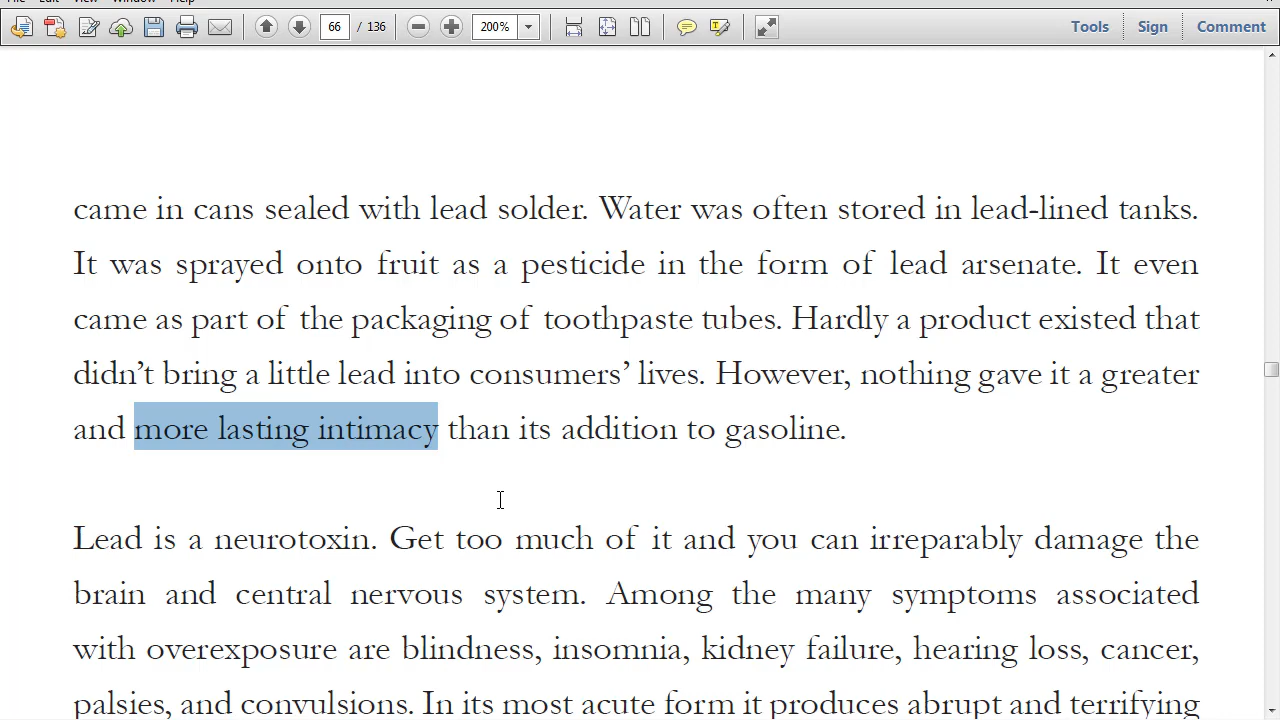 File Edit View Window Help
66 / 136 200% Tools Sign Comment
came in cans sealed with lead solder. Water was often stored in lead-lined tanks.
It was sprayed onto fruit as a pesticide in the form of lead arsenate. It even
came as part of the packaging of toothpaste tubes. Hardly a product existed that
didn’t bring a little lead into consumers’ lives. However, nothing gave it a greater
and more lasting intimacy than its addition to gasoline.
Lead is a neurotoxin. Get too much of it and you can irreparably damage the
brain and central nervous system. Among the many symptoms associated
with overexposure are blindness, insomnia, kidney failure, hearing loss, cancer,
palsies, and convulsions. In its most acute form it produces abrupt and terrifying